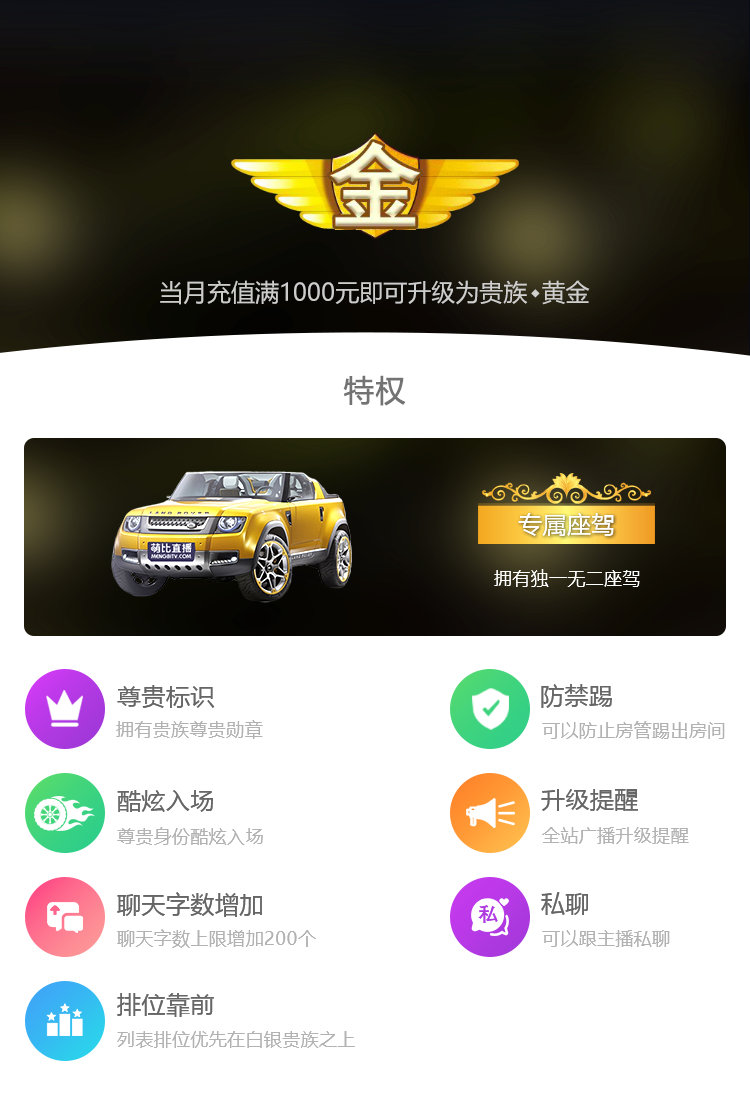 金
当月充值满1000元即可升级为贵族◆黄金
特权
LAND ROVER
萌比直播
MENGBITV.COM
专属座驾
拥有独一无二座驾
尊贵标识
拥有贵族尊贵勋章
防禁踢
可以防止房管踢出房间
酷炫入场
尊贵身份酷炫入场
升级提醒
全站广播升级提醒
聊天字数增加
聊天字数上限增加200个
私
私聊
可以跟主播私聊
排位靠前
列表排位优先在白银贵族之上